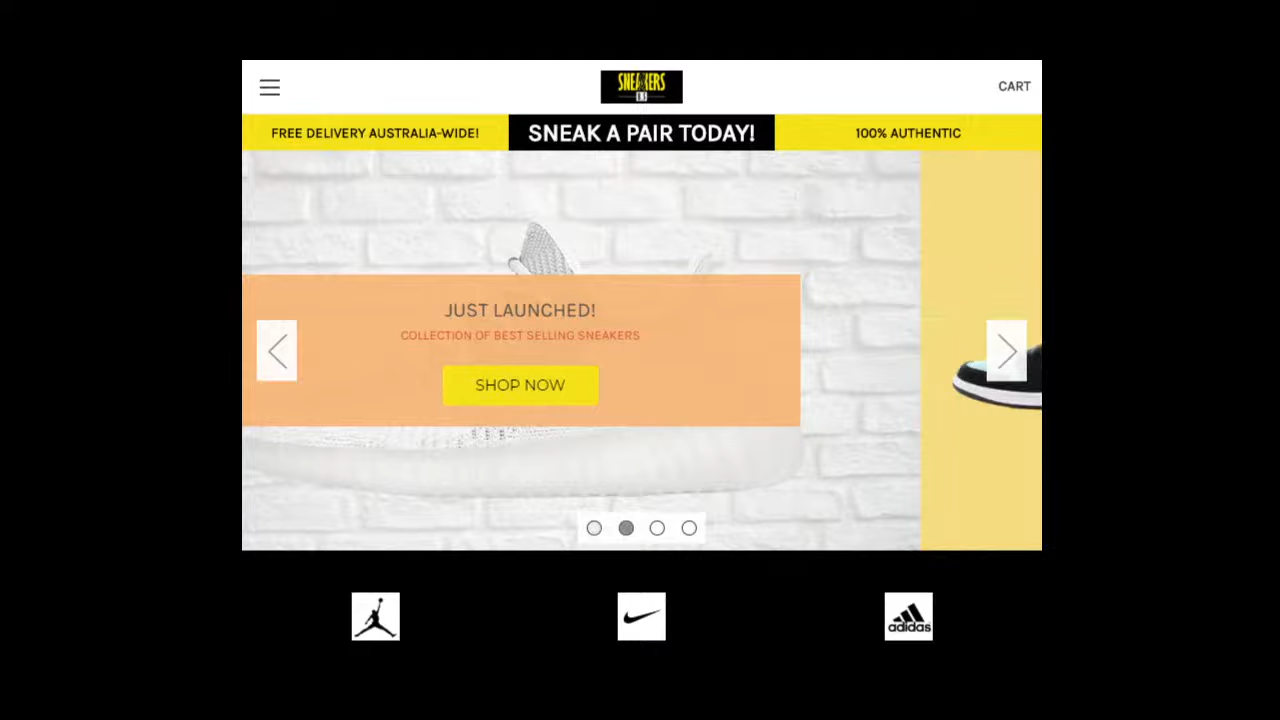 SNEAKERS
CART
FREE DELIVERY AUSTRALIA-WIDE!
SNEAK A PAIR TODAY!
100% AUTHENTIC
JUST LAUNCHED!
COLLECTION OF BEST SELLING SNEAKERS
SHOP NOW
adidas